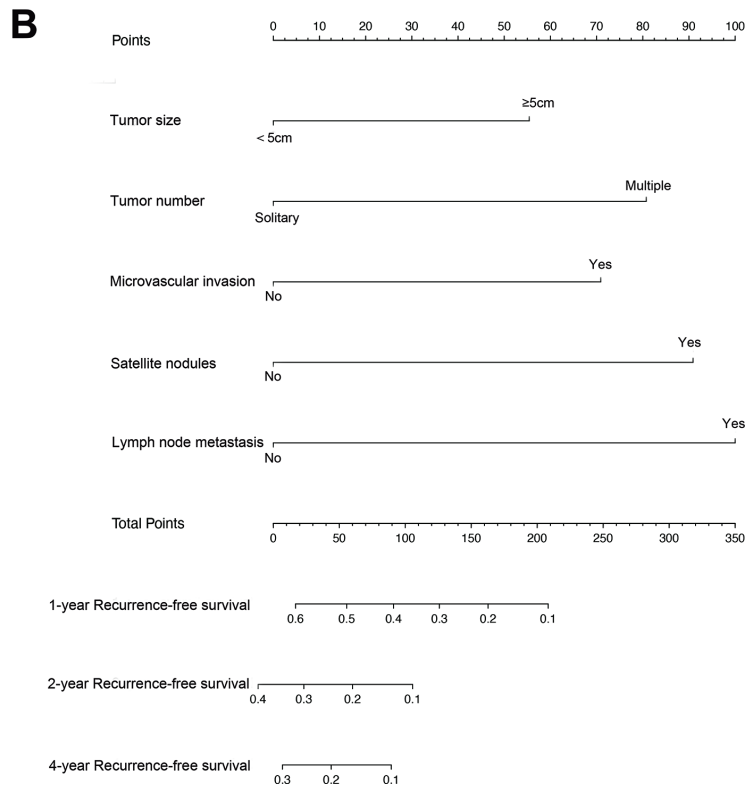 B
Points
0 10 20 30 40 50 60 70 80 90 100
≥5cm
Tumor size
< 5cm
Multiple
Tumor number
Solitary
Yes
Microvascular invasion
No
Yes
Satellite nodules
No
Yes
Lymph node metastasis
No
Total Points
0 50 100 150 200 250 300 350
1-year Recurrence-free survival
0.6 0.5 0.4 0.3 0.2 0.1
2-year Recurrence-free survival
0.4 0.3 0.2 0.1
4-year Recurrence-free survival
0.3 0.2 0.1